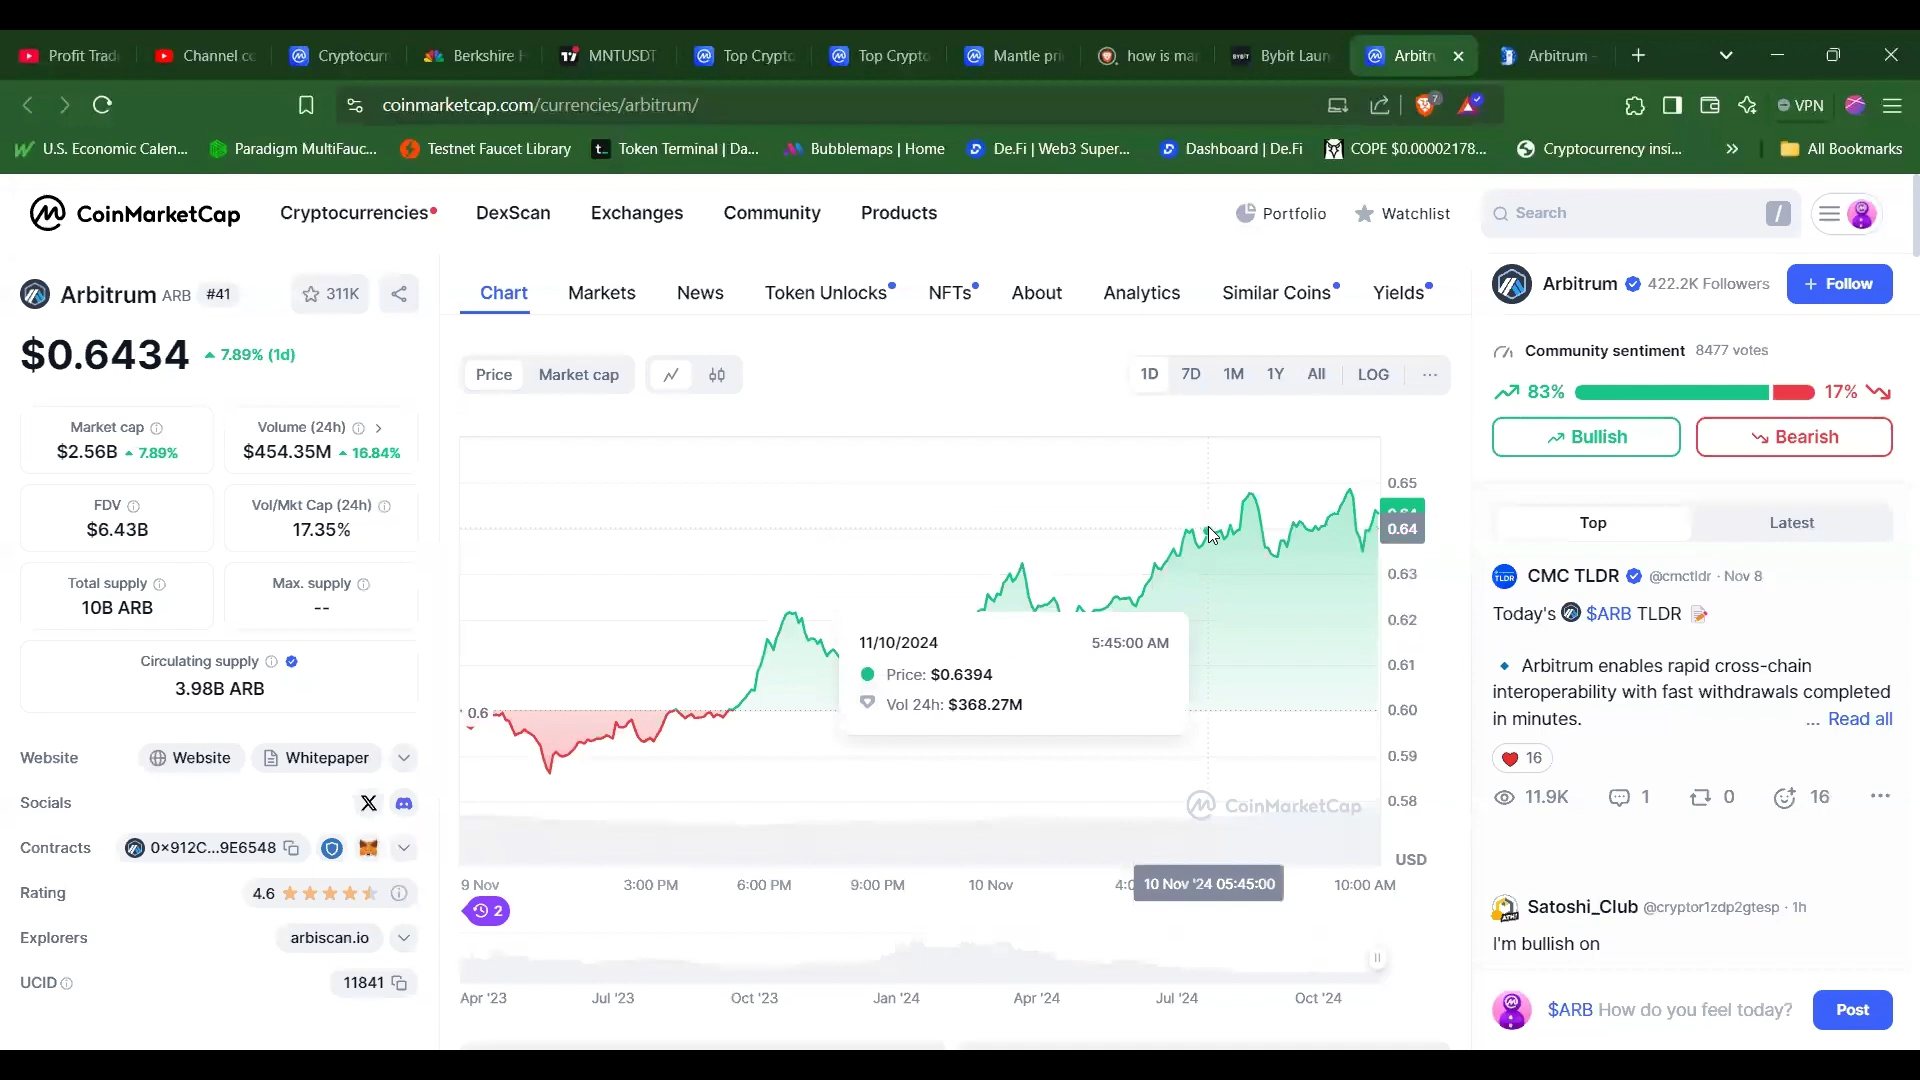 Profit Trad
Channel co
Cryptocurr
Berkshire H
MNTUSDT
Top Crypto
Top Crypto
Mantle pri
how is man
Bybit Laun
Arbitru
Arbitrum -
coinmarketcap.com/currencies/arbitrum/
7
VPN
U.S. Economic Calen...
Paradigm MultiFauc...
Testnet Faucet Library
Token Terminal | Da...
Bubblemaps | Home
De.Fi | Web3 Super...
Dashboard | De.Fi
COPE $0.00002178...
Cryptocurrency insi...
All Bookmarks
CoinMarketCap
Cryptocurrencies
DexScan
Exchanges
Community
Products
Portfolio
Watchlist
Search
/
Arbitrum ARB #41
311K
$0.6434
7.89% (1d)
Market cap
$2.56B 7.89%
Volume (24h)
$454.35M 16.84%
FDV
$6.43B
Vol/Mkt Cap (24h)
17.35%
Total supply
10B ARB
Max. supply
--
Circulating supply
3.98B ARB
Website
Website
Whitepaper
Socials
Contracts
0x912C...9E6548
Rating
4.6
Explorers
arbiscan.io
UCID
11841
Chart
Markets
News
Token Unlocks
NFTs
About
Analytics
Similar Coins
Yields
Price
Market cap
1D
7D
1M
1Y
All
LOG
0.65
0.64
0.64
0.63
0.62
0.61
0.60
0.59
0.58
0.6
11/10/2024
5:45:00 AM
Price: $0.6394
Vol 24h: $368.27M
CoinMarketCap
USD
9 Nov
3:00 PM
6:00 PM
9:00 PM
10 Nov
4:0
10 Nov '24 05:45:00
10:00 AM
2
Apr '23
Jul '23
Oct '23
Jan '24
Apr '24
Jul '24
Oct '24
Arbitrum
422.2K Followers
+ Follow
Community sentiment 8477 votes
83%
17%
Bullish
Bearish
Top
Latest
TLDR
CMC TLDR @cmctldr · Nov 8
Today's $ARB TLDR
Arbitrum enables rapid cross-chain
interoperability with fast withdrawals completed
in minutes.
... Read all
16
11.9K
1
0
16
Satoshi_Club @cryptor1zdp2gtesp · 1h
I'm bullish on
$ARB How do you feel today?
Post